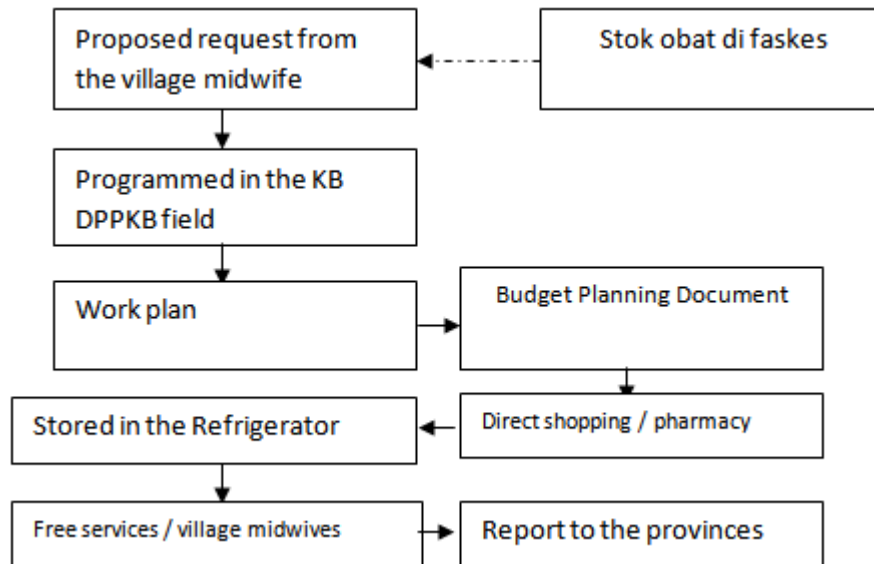 Proposed request from
the village midwife
Stok obat di faskes
Programmed in the KB
DPPKB field
Work plan
Budget Planning Document
Stored in the Refrigerator
Direct shopping / pharmacy
Free services / village midwives
Report to the provinces